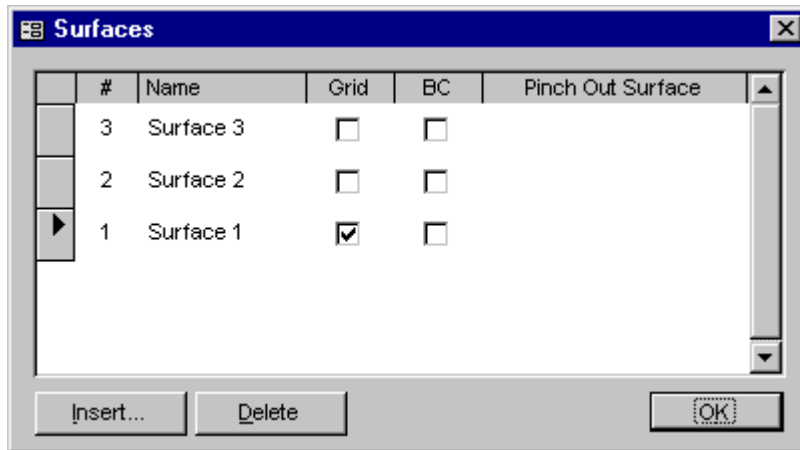 Surfaces
# Name Grid BC Pinch Out Surface
3 Surface 3
2 Surface 2
1 Surface 1
Insert... Delete OK